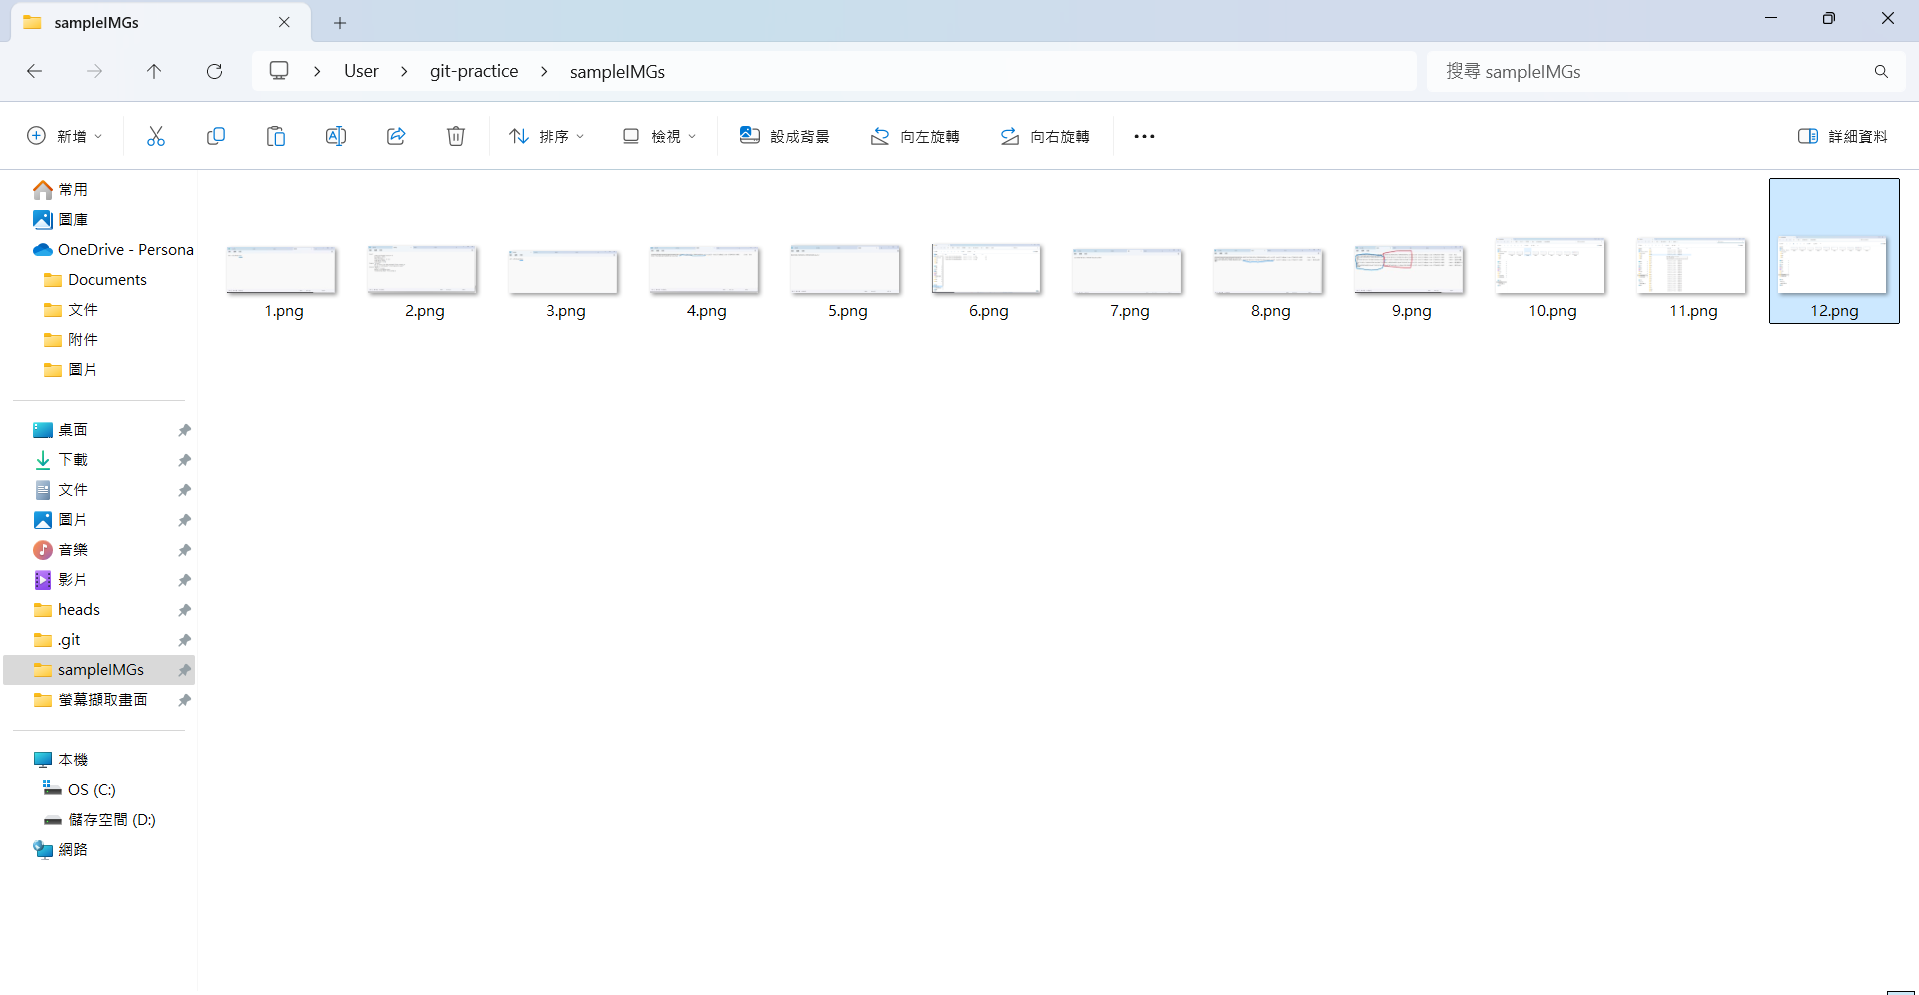 sampleIMGs
User > git-practice > sampleIMGs
搜尋 sampleIMGs
新增
排序
檢視
設成背景
向左旋轉
向右旋轉
詳細資料
常用
圖庫
OneDrive - Persona
Documents
文件
附件
圖片
桌面
下載
文件
圖片
音樂
影片
heads
.git
sampleIMGs
螢幕擷取畫面
本機
OS (C:)
儲存空間 (D:)
網路
1.png 2.png 3.png 4.png 5.png 6.png 7.png 8.png 9.png 10.png 11.png 12.png